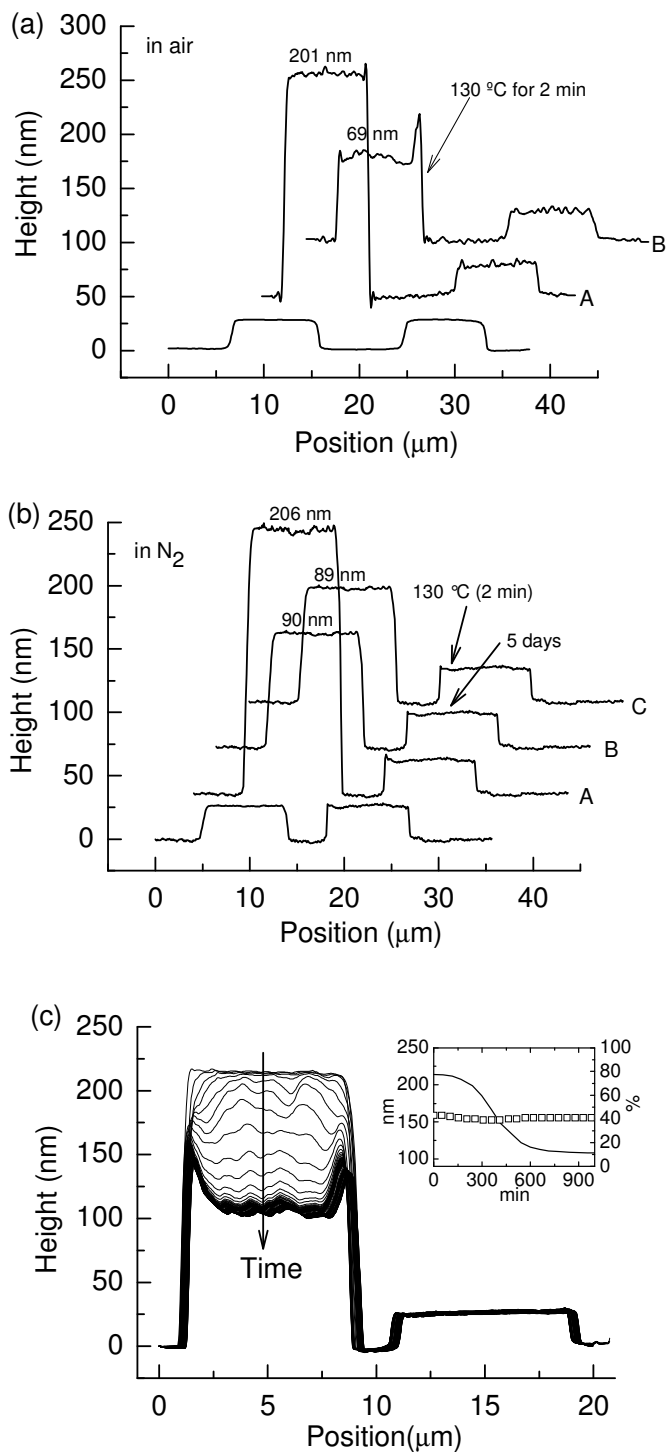 (a)
in air
300
250
200
150
100
50
0
Height (nm)
201 nm
69 nm
130 ºC for 2 min
B
A
0 10 20 30 40
Position (μm)
(b)
in N2
250
200
150
100
50
0
Height (nm)
206 nm
89 nm
90 nm
130 °C (2 min)
5 days
C
B
A
0 10 20 30 40
Position (μm)
(c)
250
200
150
100
50
0
Height (nm)
Time
250
200
150
100
nm
100
80
60
40
20
0
%
0 300 600 900
min
0 5 10 15 20
Position(μm)